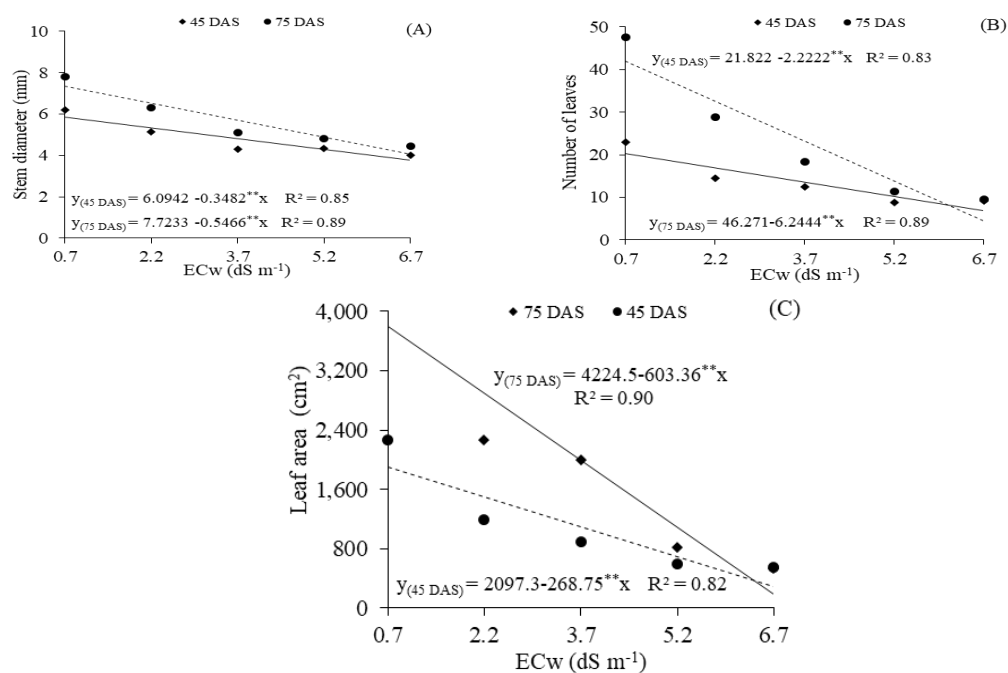 45 DAS 75 DAS
(A)
8
6
4
2
0
Stem diameter (mm)
y(45 DAS) = 6.0942 -0.3482**x R² = 0.85
y(75 DAS) = 7.7233 -0.5466**x R² = 0.89
0.7 2.2 3.7 5.2 6.7
ECw (dS m-1)
45 DAS 75 DAS
(B)
50
40
30
20
10
0
Number of leaves
y(45 DAS) = 21.822 -2.2222**x R² = 0.83
y(75 DAS) = 46.271-6.2444**x R² = 0.89
0.7 2.2 3.7 5.2 6.7
ECw (dS m-1)
(C)
75 DAS 45 DAS
4,000
3,200
2,400
1,600
800
0
Leaf area (cm²)
y(75 DAS) = 4224.5-603.36**x
R² = 0.90
y(45 DAS) = 2097.3-268.75**x R² = 0.82
0.7 2.2 3.7 5.2 6.7
ECw (dS m-1)